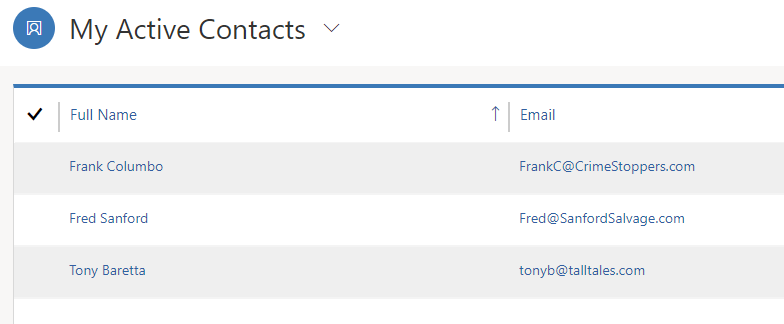 My Active Contacts
Full Name Email
Frank Columbo FrankC@CrimeStoppers.com
Fred Sanford Fred@SanfordSalvage.com
Tony Baretta tonyb@talltales.com